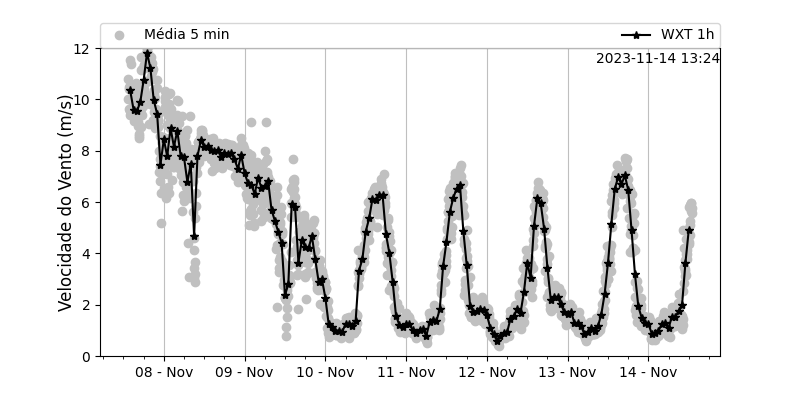 Média 5 min
WXT 1h
2023-11-14 13:24
Velocidade do Vento (m/s)
12
10
8
6
4
2
0
08 - Nov
09 - Nov
10 - Nov
11 - Nov
12 - Nov
13 - Nov
14 - Nov